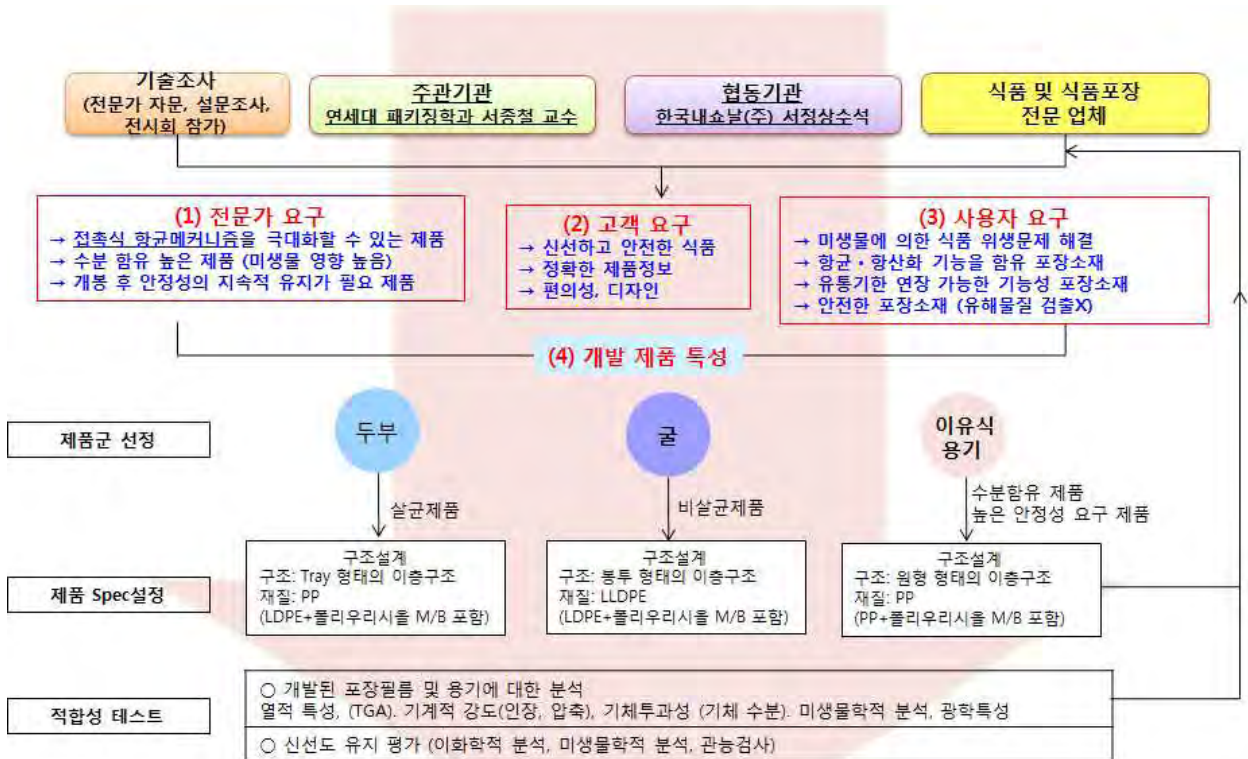 기술조사
(전문가 자문, 설문조사,
전시회 참가)
주관기관
연세대 패키징학과 서종철 교수
협동기관
한국내쇼날(주) 서정상수석
식품 및 식품포장
전문 업체
(1) 전문가 요구
→ 접촉식 항균메커니즘을 극대화할 수 있는 제품
→ 수분 함유 높은 제품 (미생물 영향 높음)
→ 개봉 후 안정성의 지속적 유지가 필요 제품
(2) 고객 요구
→ 신선하고 안전한 식품
→ 정확한 제품정보
→ 편의성, 디자인
(3) 사용자 요구
→ 미생물에 의한 식품 위생문제 해결
→ 항균・항산화 기능을 함유 포장소재
→ 유통기한 연장 가능한 기능성 포장소재
→ 안전한 포장소재 (유해물질 검출X)
(4) 개발 제품 특성
제품군 선정
두부
굴
이유식
용기
살균제품
비살균제품
수분함유 제품
높은 안정성 요구 제품
제품 Spec설정
구조설계
구조: Tray 형태의 이층구조
재질: PP
(LDPE+폴리우리시올 M/B 포함)
구조설계
구조: 봉투 형태의 이층구조
재질: LLDPE
(LDPE+폴리우리시올 M/B 포함)
구조설계
구조: 원형 형태의 이층구조
재질: PP
(PP+폴리우리시올 M/B 포함)
적합성 테스트
○ 개발된 포장필름 및 용기에 대한 분석
열적 특성, (TGA). 기계적 강도(인장, 압축), 기체투과성 (기체 수분). 미생물학적 분석, 광학특성
○ 신선도 유지 평가 (이화학적 분석, 미생물학적 분석, 관능검사)